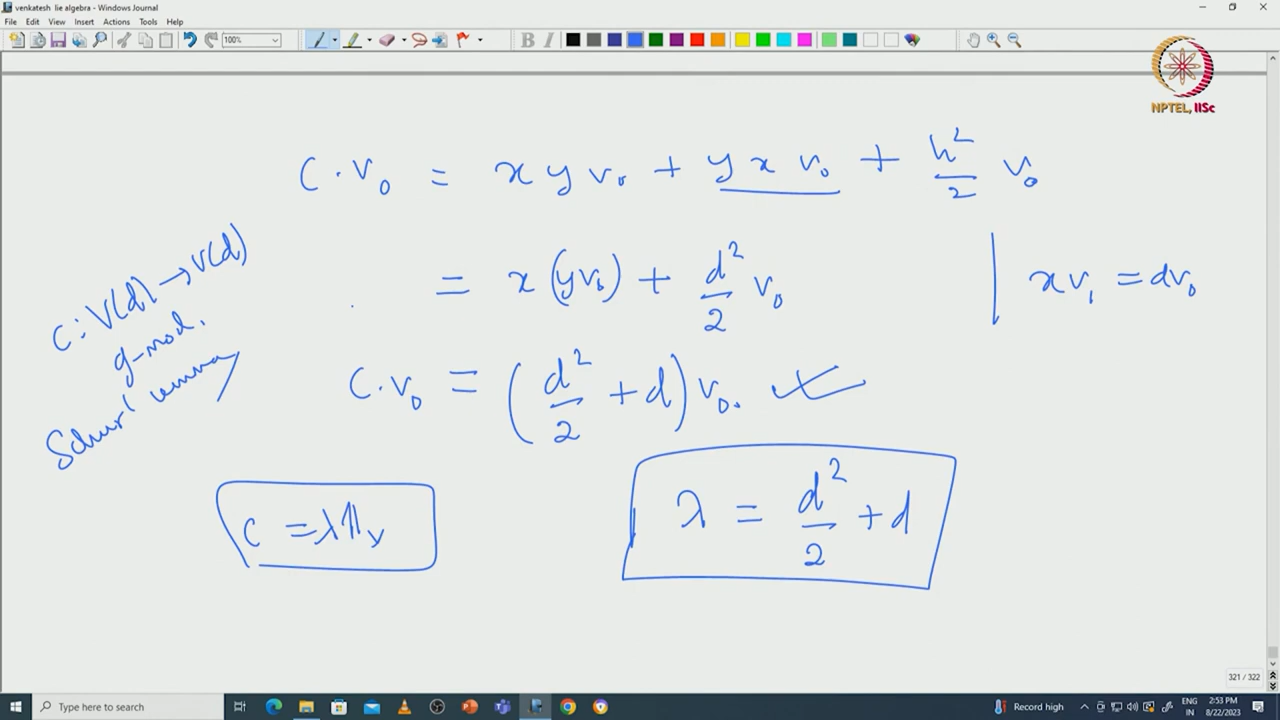 venkatesh lie algebra - Windows Journal
File Edit View Insert Actions Tools Help
100%
NPTEL, IISc
C · v₀ = x y v₀ + y x v₀ + h²/2 v₀
= x (y v₀) + d²/2 v₀ | x v₁ = d v₀
C : V(d) → V(d)
g-mod.
Schur' lemma
C · v₀ = (d²/2 + d) v₀.
C = λ 𝟙ᵥ
λ = d²/2 + d
321 / 322
Type here to search
Record high
ENG
IN
2:53 PM
8/22/2023